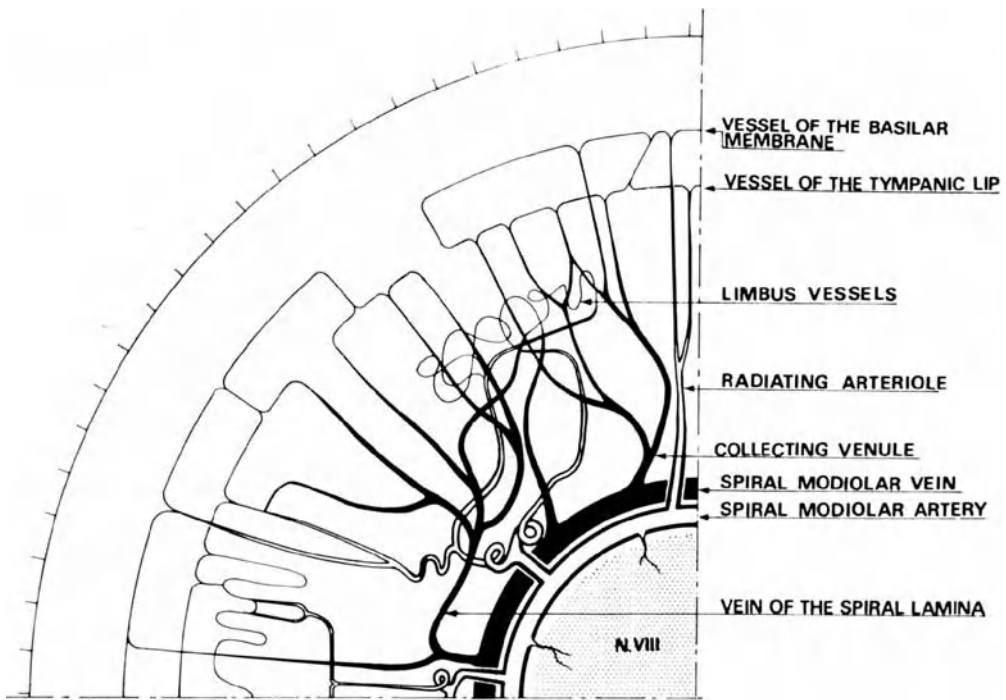 VESSEL OF THE BASILAR
MEMBRANE
VESSEL OF THE TYMPANIC LIP
LIMBUS VESSELS
RADIATING ARTERIOLE
COLLECTING VENULE
SPIRAL MODIOLAR VEIN
SPIRAL MODIOLAR ARTERY
VEIN OF THE SPIRAL LAMINA
N.VIII